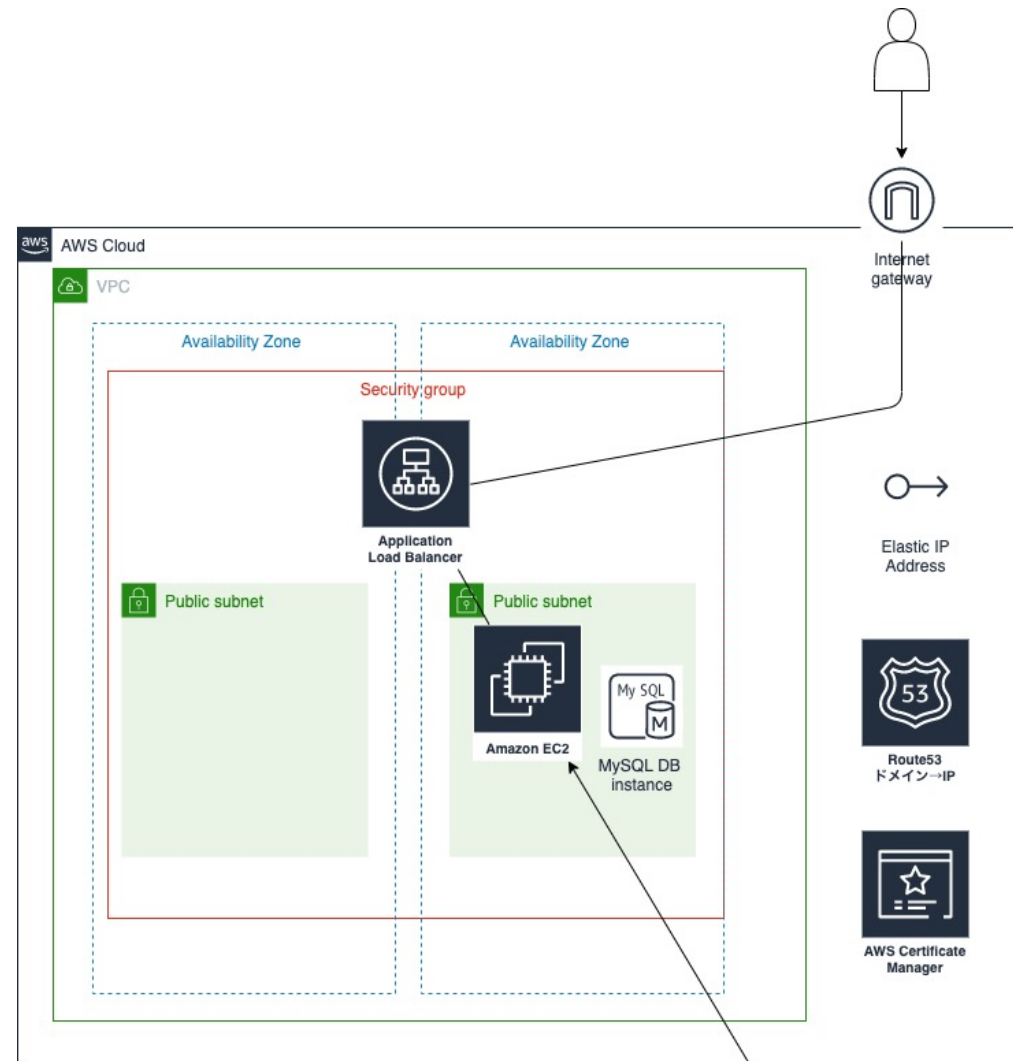 Internet
gateway
aws
AWS Cloud
VPC
Availability Zone
Availability Zone
Security group
Application
Load Balancer
Elastic IP
Address
Public subnet
Public subnet
My SQL
M
Amazon EC2
MySQL DB
instance
53
Route53
ドメイン→IP
AWS Certificate
Manager